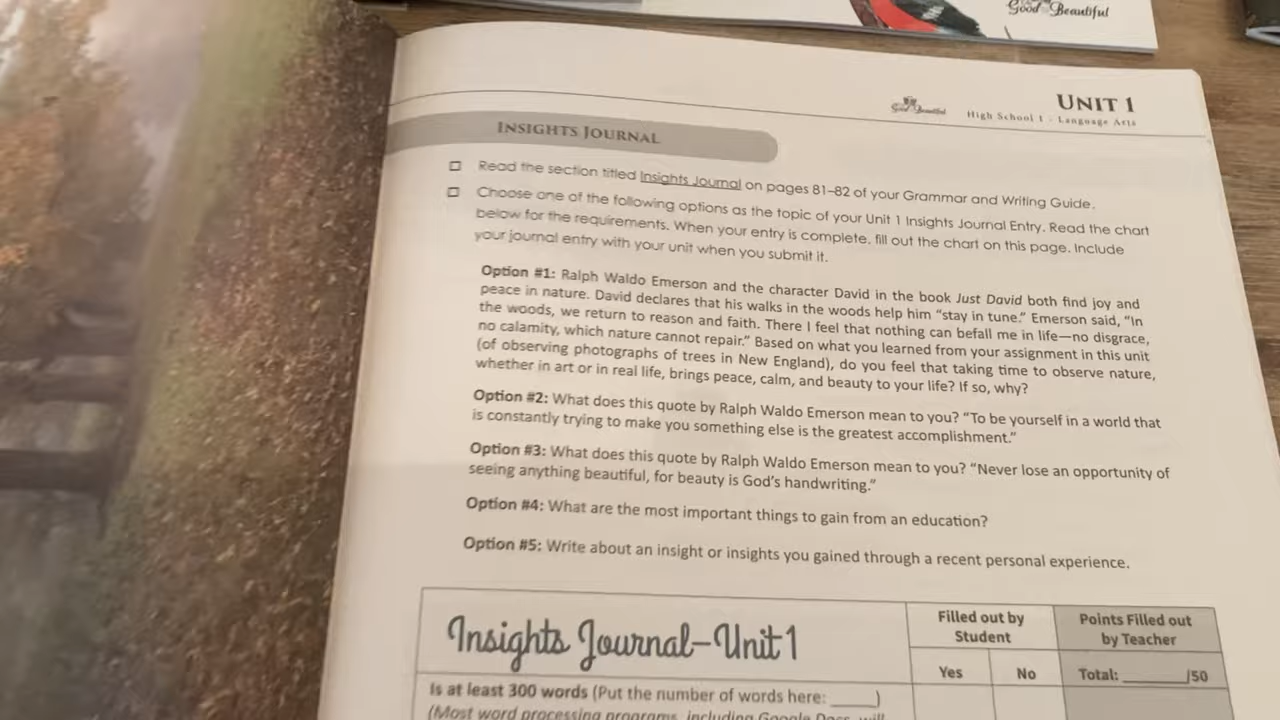 Good Beautiful
UNIT 1
Good Beautiful
High School 1 - Language Arts
INSIGHTS JOURNAL
Read the section titled Insights Journal on pages 81–82 of your Grammar and Writing Guide.
Choose one of the following options as the topic of your Unit 1 Insights Journal Entry. Read the chart
below for the requirements. When your entry is complete, fill out the chart on this page. Include
your journal entry with your unit when you submit it.
Option #1: Ralph Waldo Emerson and the character David in the book Just David both find joy and
peace in nature. David declares that his walks in the woods help him “stay in tune.” Emerson said, “In
the woods, we return to reason and faith. There I feel that nothing can befall me in life—no disgrace,
no calamity, which nature cannot repair.” Based on what you learned from your assignment in this unit
(of observing photographs of trees in New England), do you feel that taking time to observe nature,
whether in art or in real life, brings peace, calm, and beauty to your life? If so, why?
Option #2: What does this quote by Ralph Waldo Emerson mean to you? “To be yourself in a world that
is constantly trying to make you something else is the greatest accomplishment.”
Option #3: What does this quote by Ralph Waldo Emerson mean to you? “Never lose an opportunity of
seeing anything beautiful, for beauty is God’s handwriting.”
Option #4: What are the most important things to gain from an education?
Option #5: Write about an insight or insights you gained through a recent personal experience.
Insights Journal–Unit 1
Filled out by
Student
Points Filled out
by Teacher
Yes
No
Total: ______/50
Is at least 300 words (Put the number of words here: _____)
(Most word processing programs, including Google Docs, will